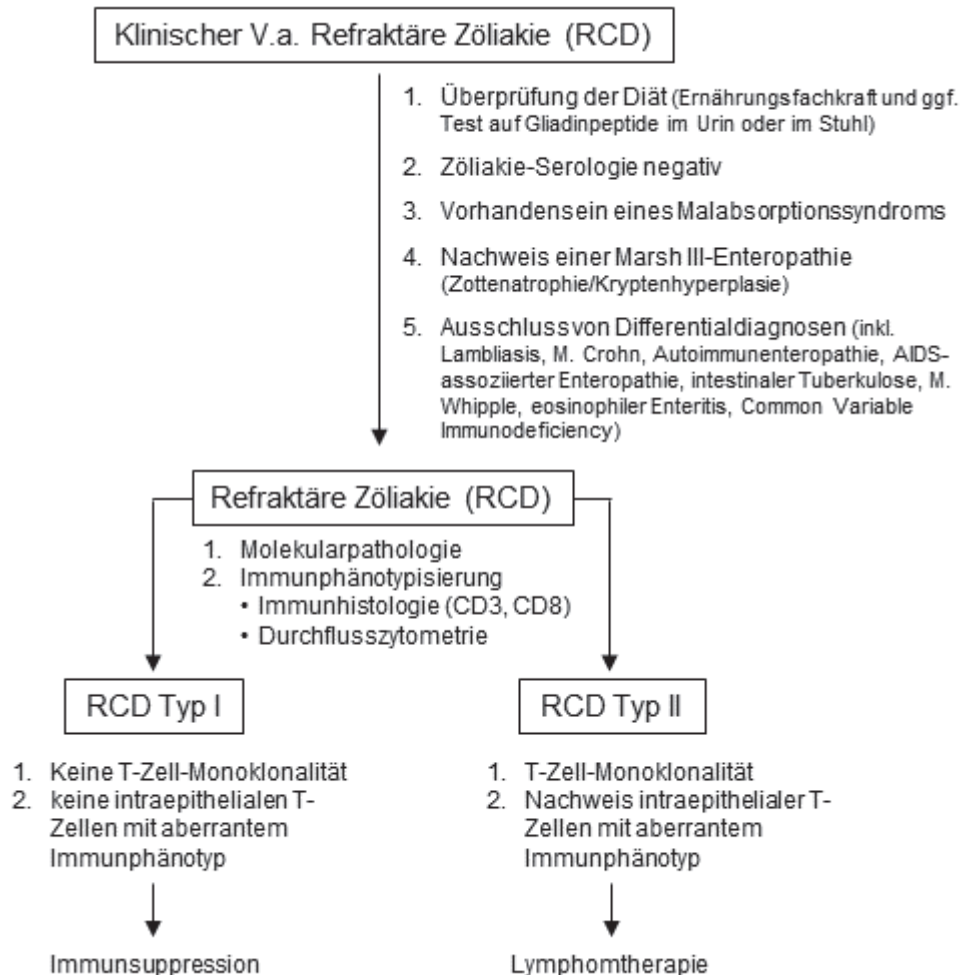 Klinischer V.a. Refraktäre Zöliakie (RCD)
1. Überprüfung der Diät (Ernährungsfachkraft und ggf.
Test auf Gliadinpeptide im Urin oder im Stuhl)
2. Zöliakie-Serologie negativ
3. Vorhandensein eines Malabsorptionssyndroms
4. Nachweis einer Marsh III-Enteropathie
(Zottenatrophie/Kryptenhyperplasie)
5. Ausschluss von Differentialdiagnosen (inkl.
Lambliasis, M. Crohn, Autoimmunenteropathie, AIDS-
assoziierter Enteropathie, intestinaler Tuberkulose, M.
Whipple, eosinophiler Enteritis, Common Variable
Immunodeficiency)
Refraktäre Zöliakie (RCD)
1. Molekularpathologie
2. Immunphänotypisierung
• Immunhistologie (CD3, CD8)
• Durchflusszytometrie
RCD Typ I
1. Keine T-Zell-Monoklonalität
2. keine intraepithelialen T-
Zellen mit aberrantem
Immunphänotyp
Immunsuppression
RCD Typ II
1. T-Zell-Monoklonalität
2. Nachweis intraepithelialer T-
Zellen mit aberrantem
Immunphänotyp
Lymphomtherapie